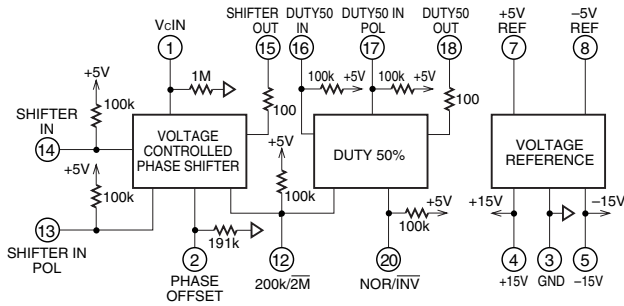 VcIN
SHIFTER
OUT
DUTY50
IN
DUTY50 IN
POL
DUTY50
OUT
+5V
REF
−5V
REF
1
15
16
17
18
7
8
+5V
1M
100k
+5V
100k
+5V
100k
100
100
SHIFTER
IN
14
VOLTAGE
CONTROLLED
PHASE SHIFTER
DUTY 50%
VOLTAGE
REFERENCE
+5V
100k
+5V
100k
+5V
100k
191k
+15V
−15V
13
SHIFTER IN
POL
2
PHASE
OFFSET
12
200k/2M
20
NOR/INV
4
+15V
3
GND
5
−15V